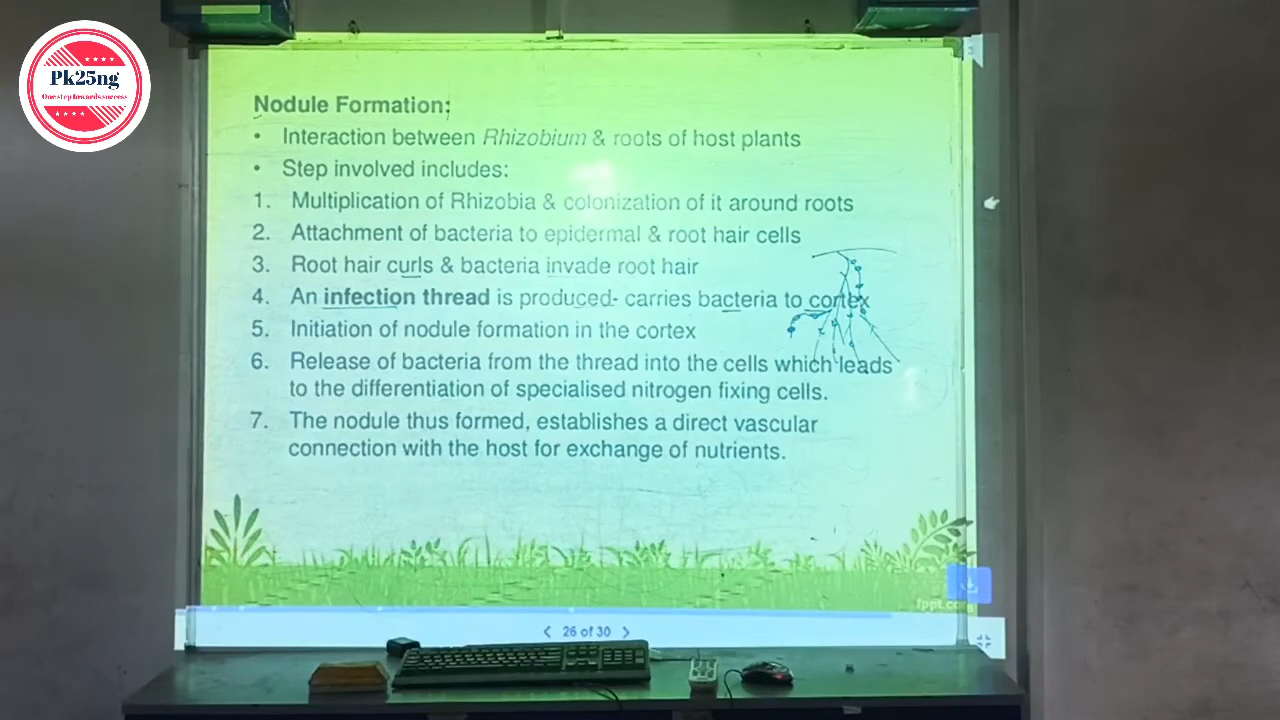 Pk25ng
One step towards success
Nodule Formation:
• Interaction between Rhizobium & roots of host plants
• Step involved includes:
1. Multiplication of Rhizobia & colonization of it around roots
2. Attachment of bacteria to epidermal & root hair cells
3. Root hair curls & bacteria invade root hair
4. An infection thread is produced- carries bacteria to cortex
5. Initiation of nodule formation in the cortex
6. Release of bacteria from the thread into the cells which leads
to the differentiation of specialised nitrogen fixing cells.
7. The nodule thus formed, establishes a direct vascular
connection with the host for exchange of nutrients.
26 of 30